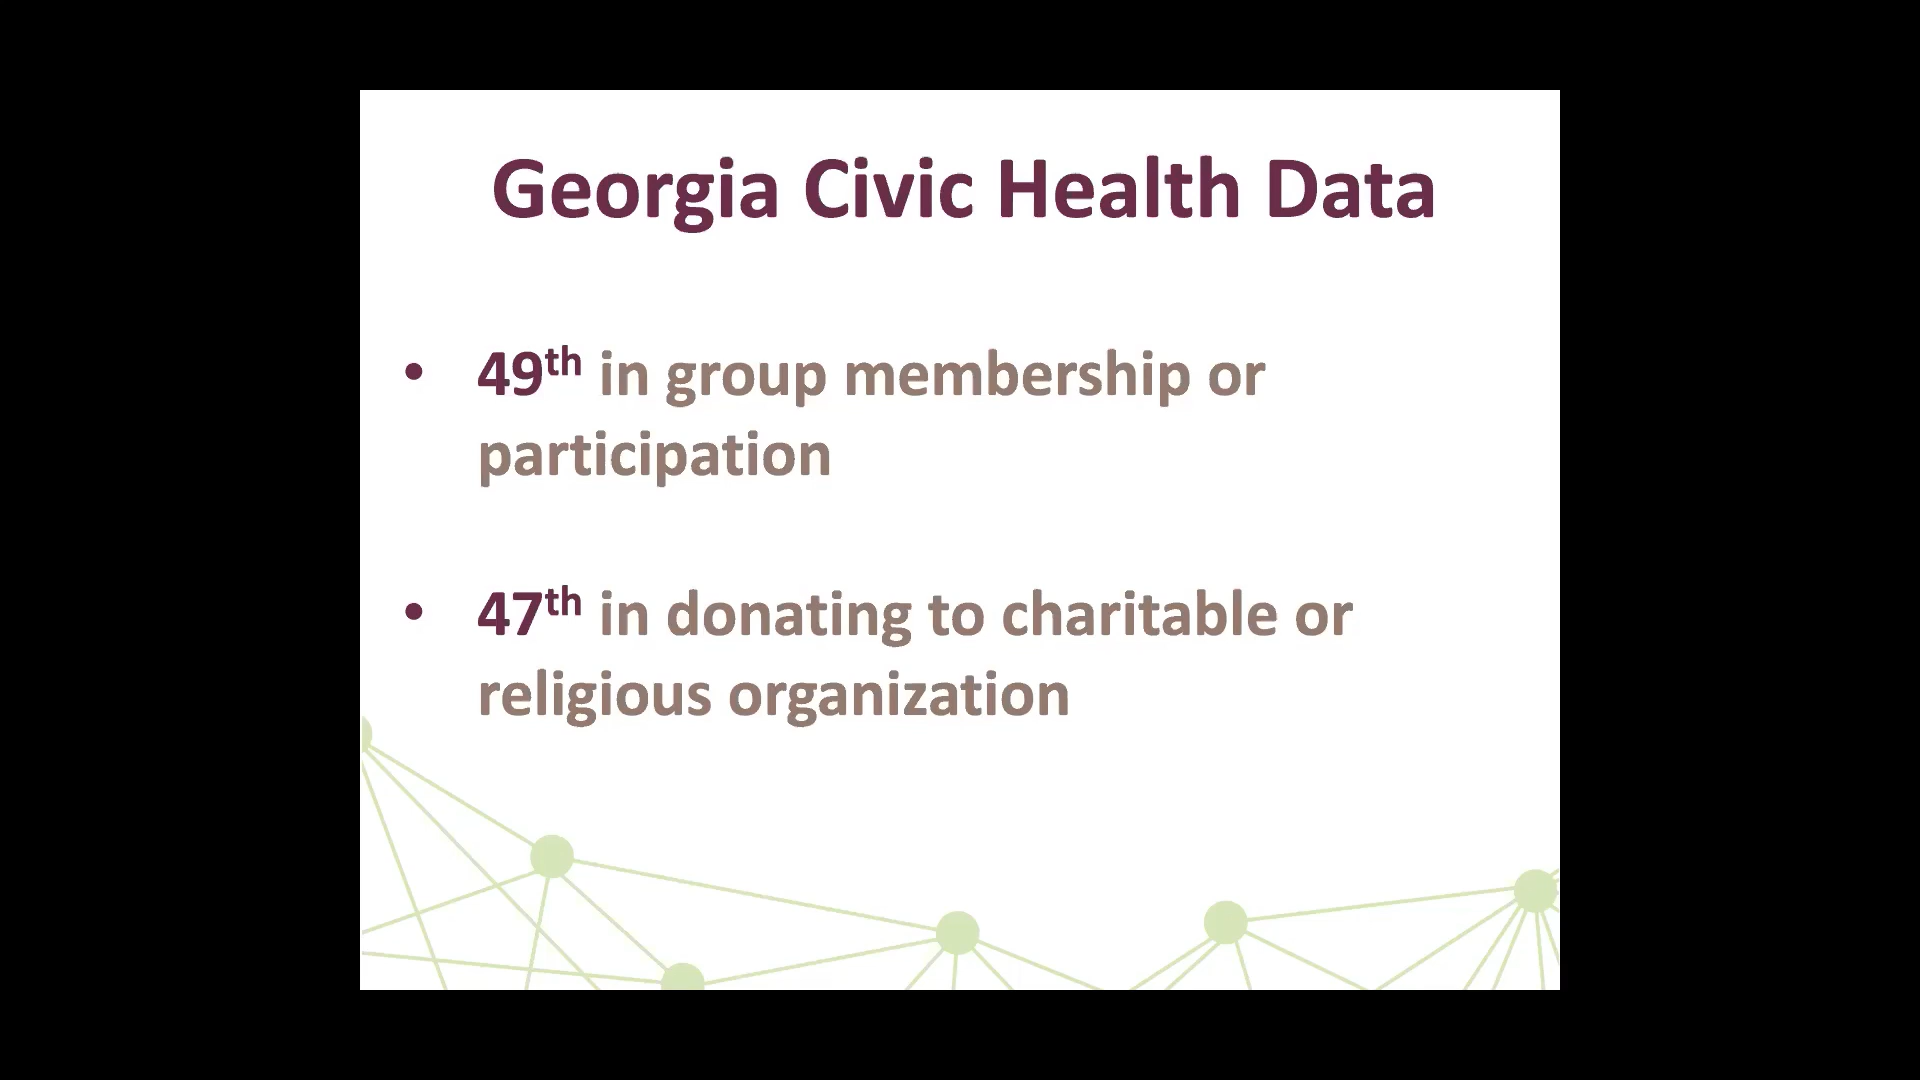 Georgia Civic Health Data
• 49th in group membership or
participation
• 47th in donating to charitable or
religious organization